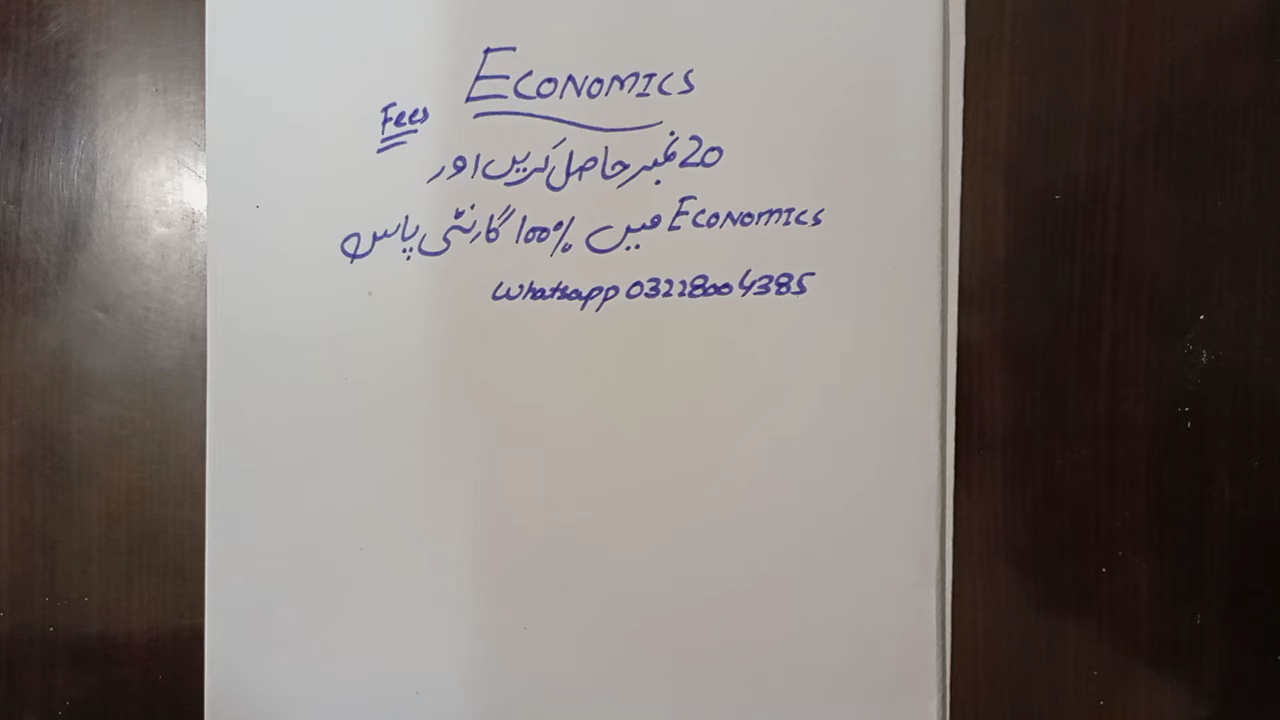 ECONOMICS
Fees
20 نمبر حاصل کریں اور
ECONOMICS میں 100% گارنٹی پاس
Whatsapp 03228004385